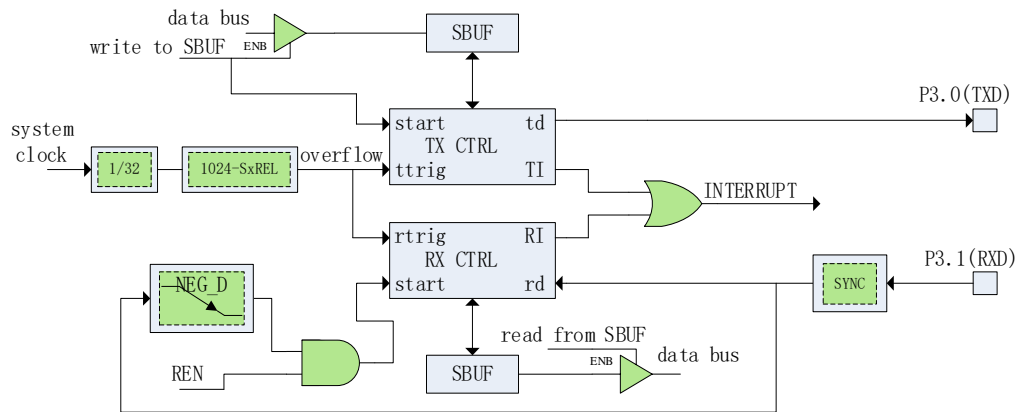 data bus
write to SBUF
ENB
SBUF
P3.0(TXD)
start
td
TX CTRL
ttrig
TI
system
clock
1/32
1024-SxREL
overflow
INTERRUPT
rtrig
RI
RX CTRL
start
rd
P3.1(RXD)
SYNC
NEG_D
REN
read from SBUF
ENB
data bus
SBUF